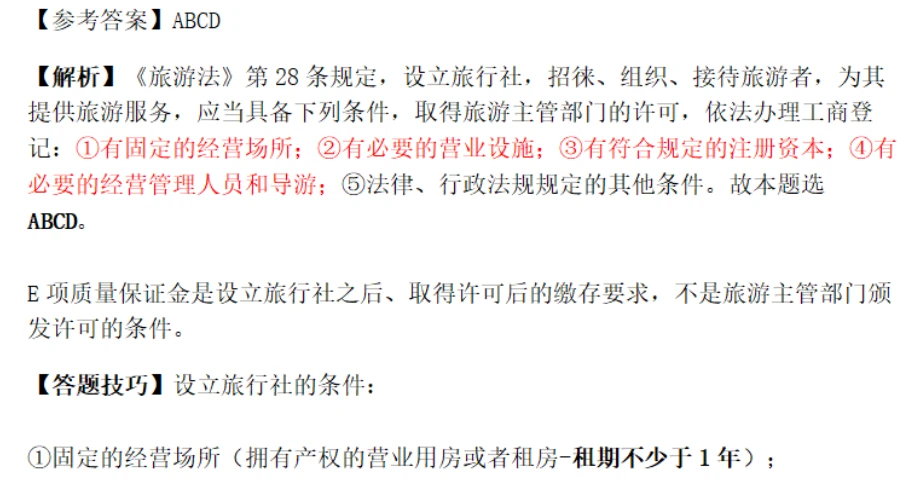 【参考答案】ABCD
【解析】《旅游法》第 28 条规定，设立旅行社，招徕、组织、接待旅游者，为其
提供旅游服务，应当具备下列条件，取得旅游主管部门的许可，依法办理工商登
记：①有固定的经营场所；②有必要的营业设施；③有符合规定的注册资本；④有
必要的经营管理人员和导游；⑤法律、行政法规规定的其他条件。故本题选
ABCD。
E 项质量保证金是设立旅行社之后、取得许可后的缴存要求，不是旅游主管部门颁
发许可的条件。
【答题技巧】设立旅行社的条件：
①固定的经营场所（拥有产权的营业用房或者租房-租期不少于 1 年）；